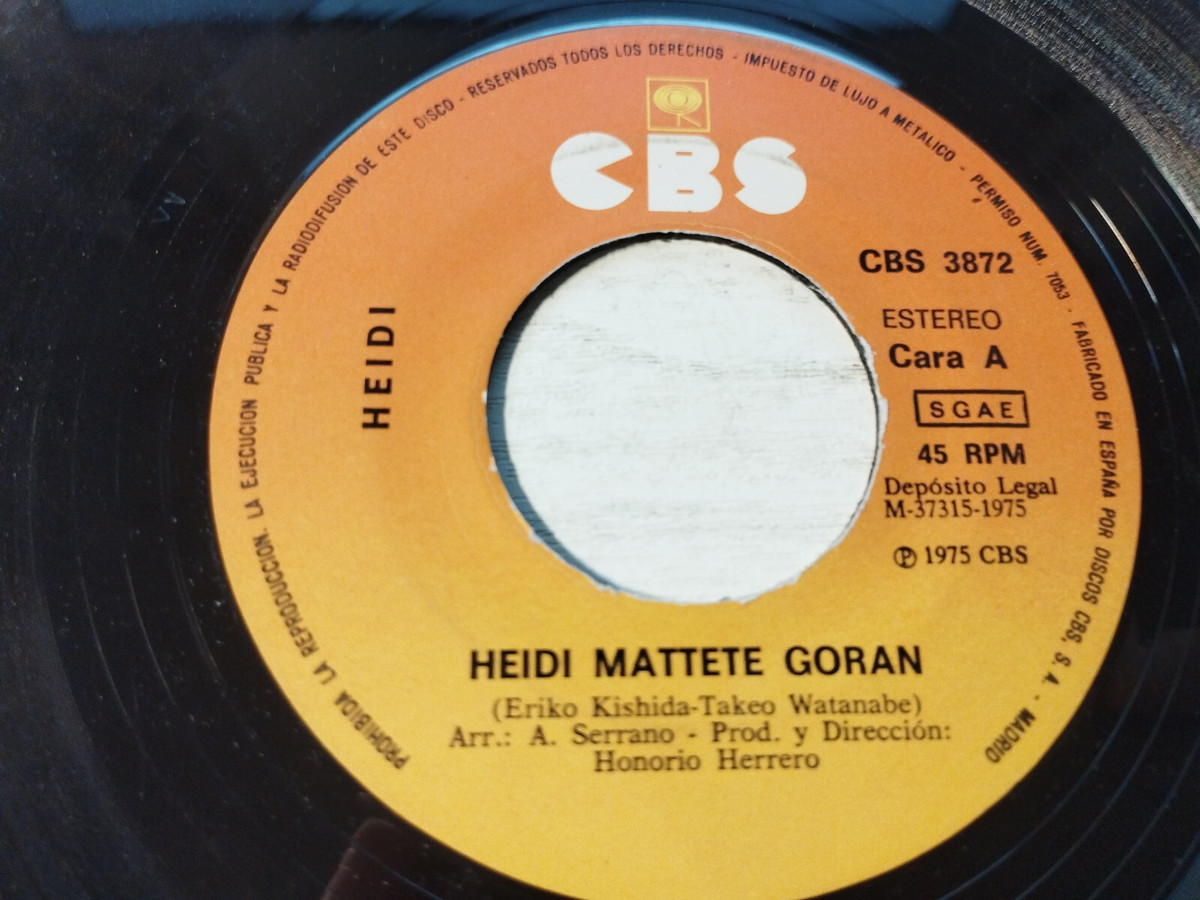 PROHIBIDA LA REPRODUCCION, LA EJECUCION PUBLICA Y LA RADIODIFUSION DE ESTE DISCO - RESERVADOS TODOS LOS DERECHOS - IMPUESTO DE LUJO A METALICO - PERMISO NUM. 7053 - FABRICADO EN ESPAÑA POR DISCOS CBS, S. A. - MADRID
CBS
HEIDI
CBS 3872
ESTEREO
Cara A
SGAE
45 RPM
Depósito Legal
M-37315-1975
℗ 1975 CBS
HEIDI MATTETE GORAN
(Eriko Kishida-Takeo Watanabe)
Arr.: A. Serrano - Prod. y Dirección:
Honorio Herrero